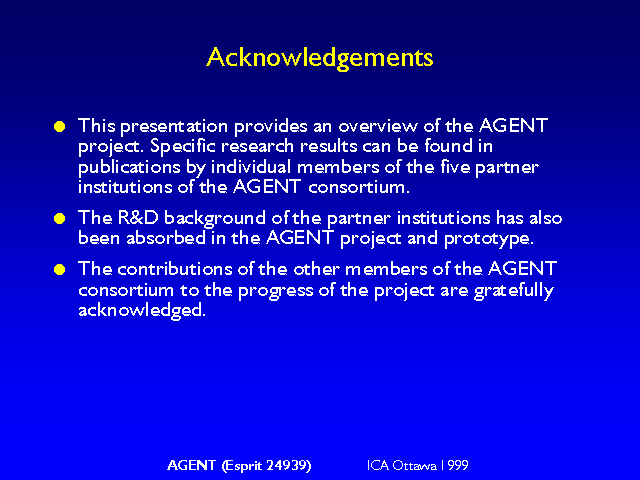 Acknowledgements
● This presentation provides an overview of the AGENT
project. Specific research results can be found in
publications by individual members of the five partner
institutions of the AGENT consortium.
● The R&D background of the partner institutions has also
been absorbed in the AGENT project and prototype.
● The contributions of the other members of the AGENT
consortium to the progress of the project are gratefully
acknowledged.
AGENT (Esprit 24939) ICA Ottawa 1999